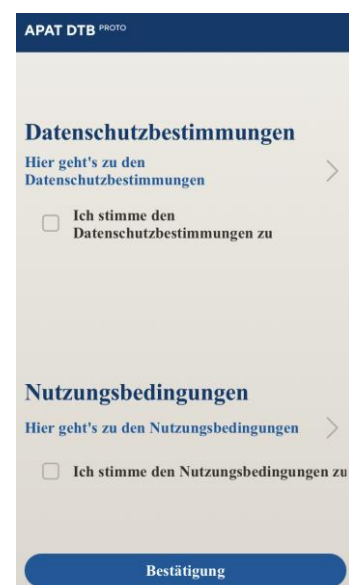 APAT DTB PROTO
Datenschutzbestimmungen
Hier geht's zu den
Datenschutzbestimmungen
Ich stimme den
Datenschutzbestimmungen zu
Nutzungsbedingungen
Hier geht's zu den Nutzungsbedingungen
Ich stimme den Nutzungsbedingungen zu
Bestätigung